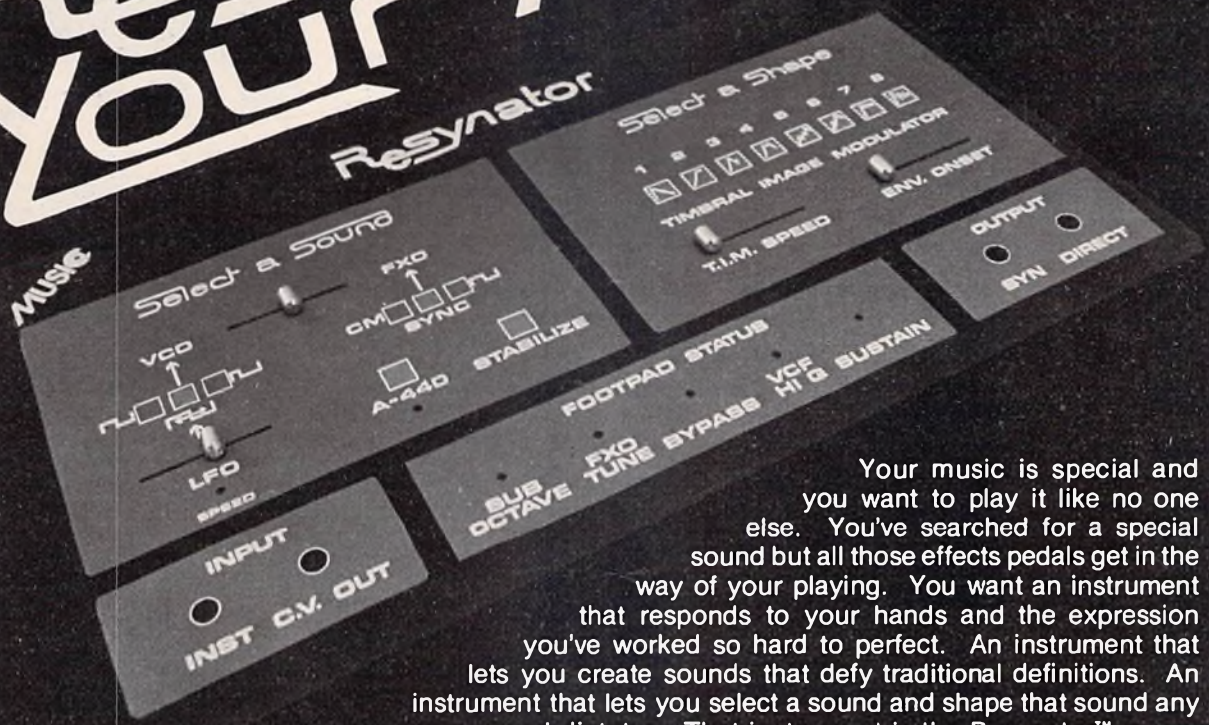 Your
MUSIC
Resynator
Select a Sound
VCO
LFO
SPEED
FXO
CM
SYNC
A-440
STABILIZE
Select a Shape
1 2 3 4 5 6 7 8
TIMBRAL IMAGE MODULATOR
T.I.M. SPEED
ENV. ONSET
INPUT
INST C.V. OUT
FOOTPAD STATUS
SUB OCTAVE
FXO TUNE
BYPASS
VCF HI Q
SUSTAIN
OUTPUT
SYN DIRECT
Your music is special and
you want to play it like no one
else. You've searched for a special
sound but all those effects pedals get in the
way of your playing. You want an instrument
that responds to your hands and the expression
you've worked so hard to perfect. An instrument that
lets you create sounds that defy traditional definitions. An
instrument that lets you select a sound and shape that sound any